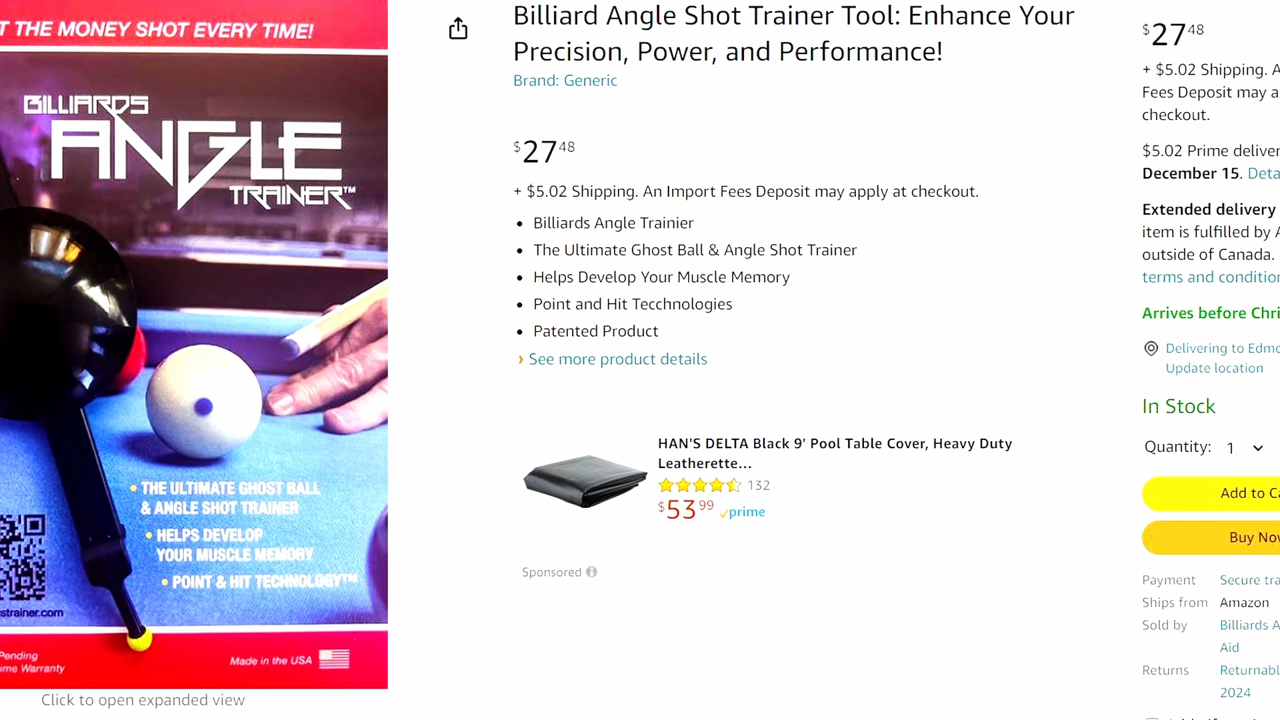 T THE MONEY SHOT EVERY TIME!
BILLIARDS
ANGLE
TRAINER™
• THE ULTIMATE GHOST BALL
& ANGLE SHOT TRAINER
• HELPS DEVELOP
YOUR MUSCLE MEMORY
• POINT & HIT TECHNOLOGY™
strainer.com
Pending
ime Warranty
Made in the USA
Click to open expanded view
Billiard Angle Shot Trainer Tool: Enhance Your
Precision, Power, and Performance!
Brand: Generic
$27 48
+ $5.02 Shipping. An Import Fees Deposit may apply at checkout.
• Billiards Angle Trainier
• The Ultimate Ghost Ball & Angle Shot Trainer
• Helps Develop Your Muscle Memory
• Point and Hit Tecchnologies
• Patented Product
› See more product details
HAN'S DELTA Black 9' Pool Table Cover, Heavy Duty
Leatherette...
132
$53 99 prime
Sponsored
$27 48
+ $5.02 Shipping. A
Fees Deposit may a
checkout.
$5.02 Prime deliver
December 15. Deta
Extended delivery
item is fulfilled by A
outside of Canada.
terms and condition
Arrives before Chri
Delivering to Edmo
Update location
In Stock
Quantity: 1
Add to Ca
Buy Now
Payment Secure tra
Ships from Amazon
Sold by Billiards A
Aid
Returns Returnabl
2024